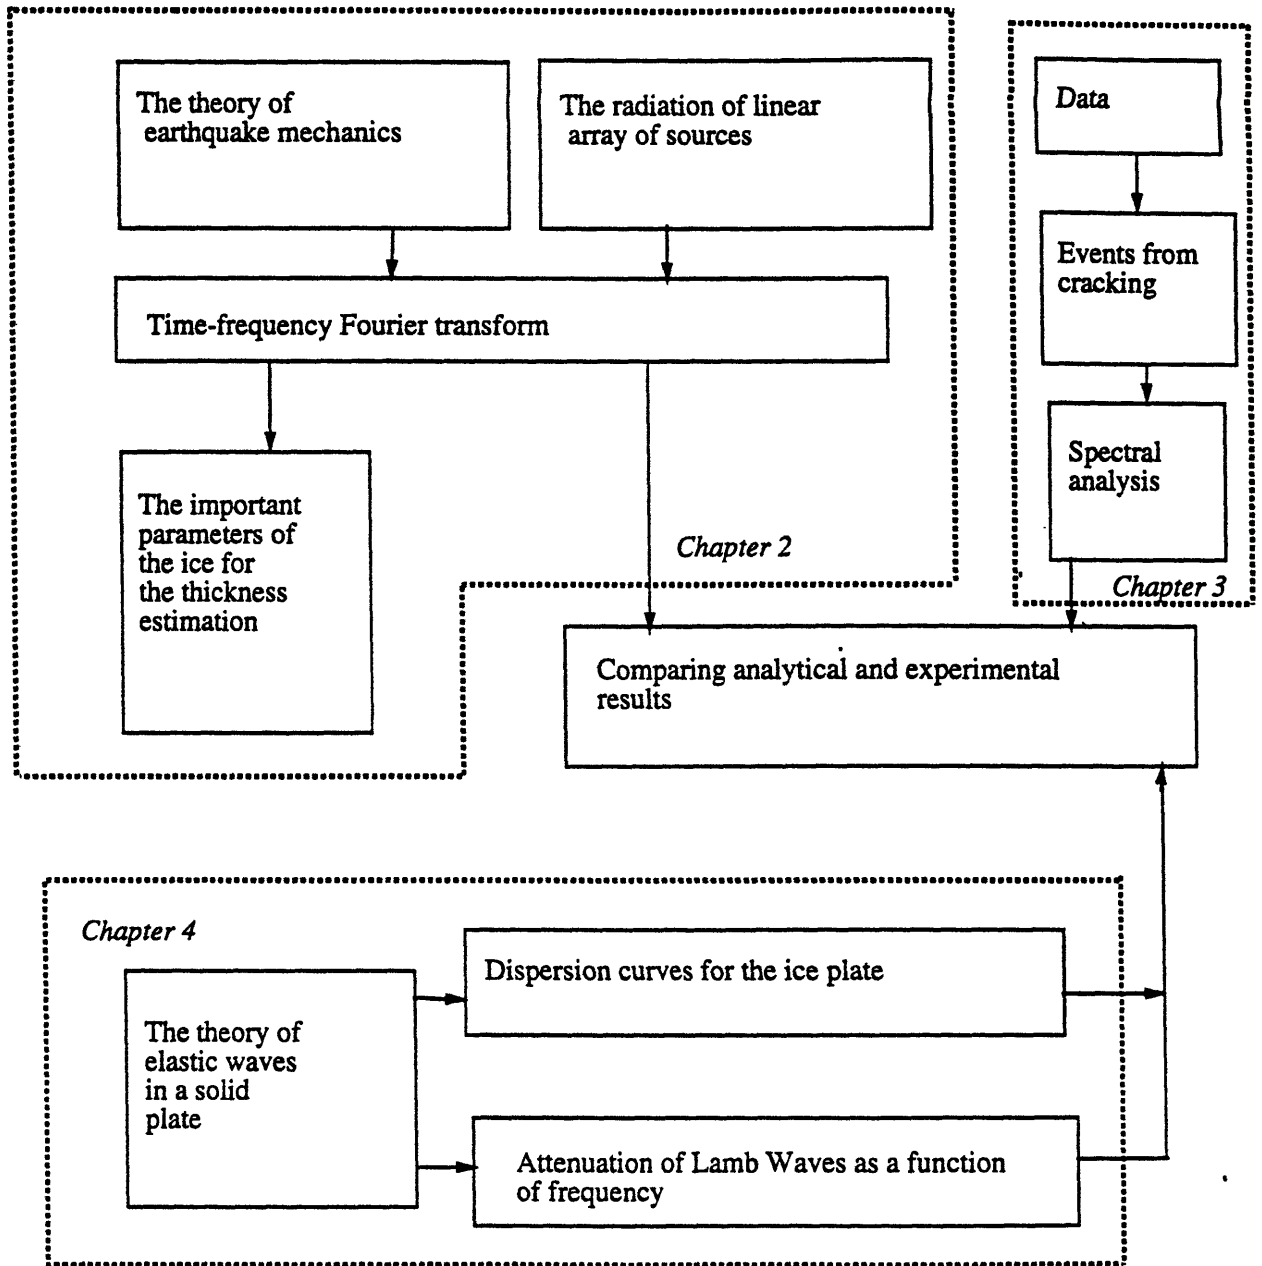 The theory of
earthquake mechanics
The radiation of linear
array of sources
Time-frequency Fourier transform
The important
parameters of
the ice for
the thickness
estimation
Chapter 2
Data
Events from
cracking
Spectral
analysis
Chapter 3
Comparing analytical and experimental
results
Chapter 4
The theory of
elastic waves
in a solid
plate
Dispersion curves for the ice plate
Attenuation of Lamb Waves as a function
of frequency